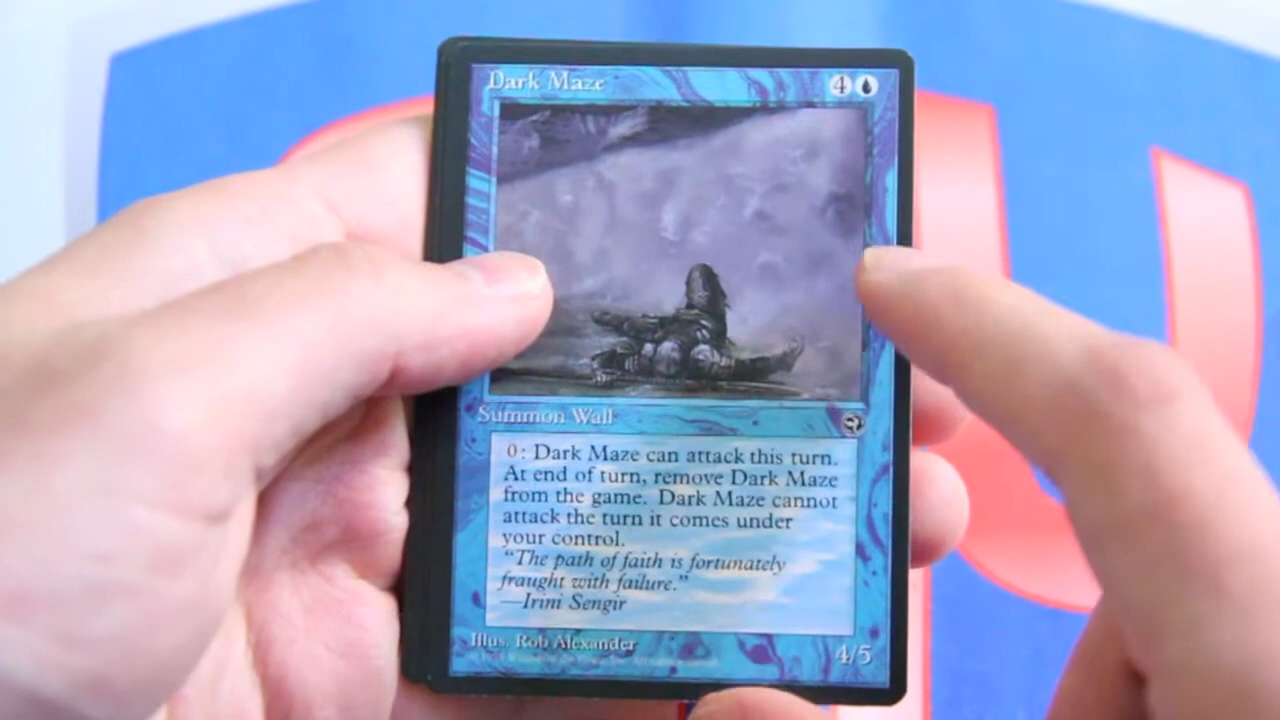 Dark Maze 4
Summon Wall
0: Dark Maze can attack this turn.
At end of turn, remove Dark Maze
from the game. Dark Maze cannot
attack the turn it comes under
your control.
"The path of faith is fortunately
fraught with failure."
—Irini Sengir
Illus. Rob Alexander
4/5